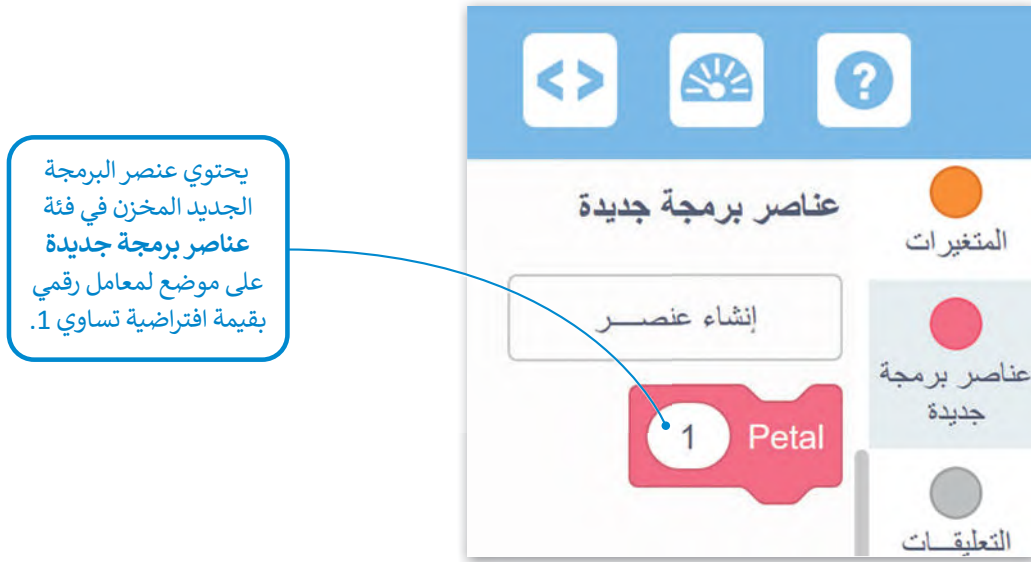 يحتوي عنصر البرمجة
الجديد المخزن في فئة
عناصر برمجة جديدة
على موضع لمعامل رقمي
بقيمة افتراضية تساوي 1.
< >
?
عناصر برمجة جديدة
إنشاء عنصـــر
Petal 1
المتغيرات
عناصر برمجة
جديدة
التعليقـــات